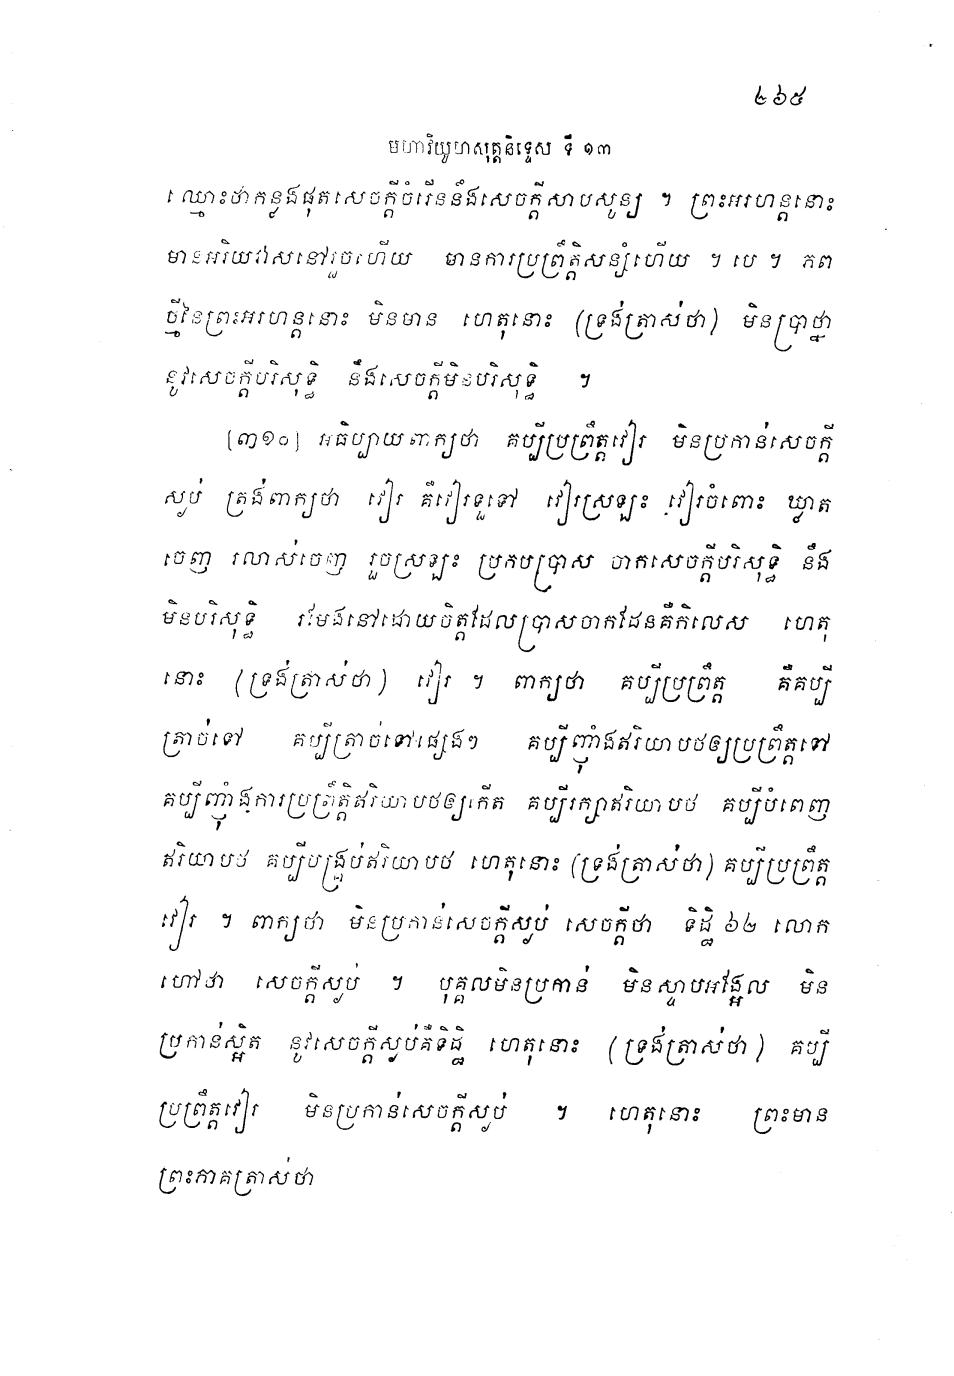 ២៦៥
មហាវិយូហសុត្តនិទ្ទេស ទី ១៣
ឈ្មោះថាកន្លងផុតសេចក្តីចំរើននឹងសេចក្តីសាបសូន្យ ។ ព្រះអរហន្តនោះ
មានអរិយវាសនៅរួចហើយ មានការប្រព្រឹត្តិសន្សំហើយ ។ បេ ។ ភព
ថ្មីនៃព្រះអរហន្តនោះ មិនមាន ហេតុនោះ (ទ្រង់ត្រាស់ថា) មិនប្រាថ្នា
នូវសេចក្តីបរិសុទ្ធិ នឹងសេចក្តីមិនបរិសុទ្ធិ ។
[៣១០] អធិប្បាយពាក្យថា គប្បីប្រព្រឹត្តវៀរ មិនប្រកាន់សេចក្តី
ស្ងប់ ត្រង់ពាក្យថា វៀរ គឺវៀរទួទៅ វៀរស្រឡះ វៀរចំពោះ ឃ្លាត
ចេញ រលាស់ចេញ រួចស្រឡះ ប្រកបប្រាស ចាកសេចក្តីបរិសុទ្ធិ នឹង
មិនបរិសុទ្ធិ រមែងនៅដោយចិត្តដែលប្រាសចាកដែនគឺកិលេស ហេតុ
នោះ (ទ្រង់ត្រាស់ថា) វៀរ ។ ពាក្យថា គប្បីប្រព្រឹត្ត គឺគប្បី
ត្រាច់ទៅ គប្បីត្រាច់ទៅផ្សេងៗ គប្បីញ៉ាំងឥរិយាបថឲ្យប្រព្រឹត្តទៅ
គប្បីញ៉ាំងការប្រព្រឹត្តិឥរិយាបថឲ្យកើត គប្បីរក្សាឥរិយាបថ គប្បីបំពេញ
ឥរិយាបថ គប្បីបង្គ្រប់ឥរិយាបថ ហេតុនោះ (ទ្រង់ត្រាស់ថា) គប្បីប្រព្រឹត្ត
វៀរ ។ ពាក្យថា មិនប្រកាន់សេចក្តីស្ងប់ សេចក្តីថា ទិដ្ឋិ ៦២ លោក
ហៅថា សេចក្តីស្ងប់ ។ បុគ្គលមិនប្រកាន់ មិនស្ទាបអង្អែល មិន
ប្រកាន់ស្អិត នូវសេចក្តីស្ងប់គឺទិដ្ឋិ ហេតុនោះ (ទ្រង់ត្រាស់ថា) គប្បី
ប្រព្រឹត្តវៀរ មិនប្រកាន់សេចក្តីស្ងប់ ។ ហេតុនោះ ព្រះមាន
ព្រះភាគត្រាស់ថា